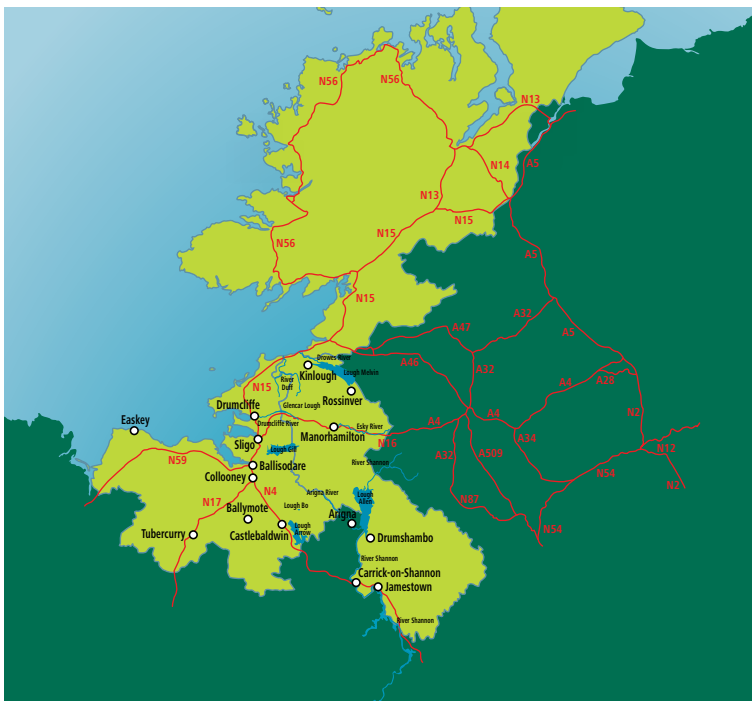 N56
N56
N13
N14
A5
N13
N15
N15
N56
A5
N15
A32
A47
A5
Drowes River
A46
Kinlough
Lough Melein
A32
River
Duff
A28
N15
A4
Rossinver
Glencar Lough
Drumcliffe
N2
Easkey
Drumcliffe River
A4
A4
Esky River
Manorhamilton
A34
Sligo
N16
N12
Lough Gill
A32
A509
N59
Ballisodare
River Shannon
N54
Collooney
N2
N4
Arigna River
Lough
Allen
N87
N17
Lough Bo
Ballymote
Arigna
Lough
Arrow
N54
Tubercurry
Castlebaldwin
Drumshambo
River Shannon
Carrick-on-Shannon
Jamestown
River Shannon